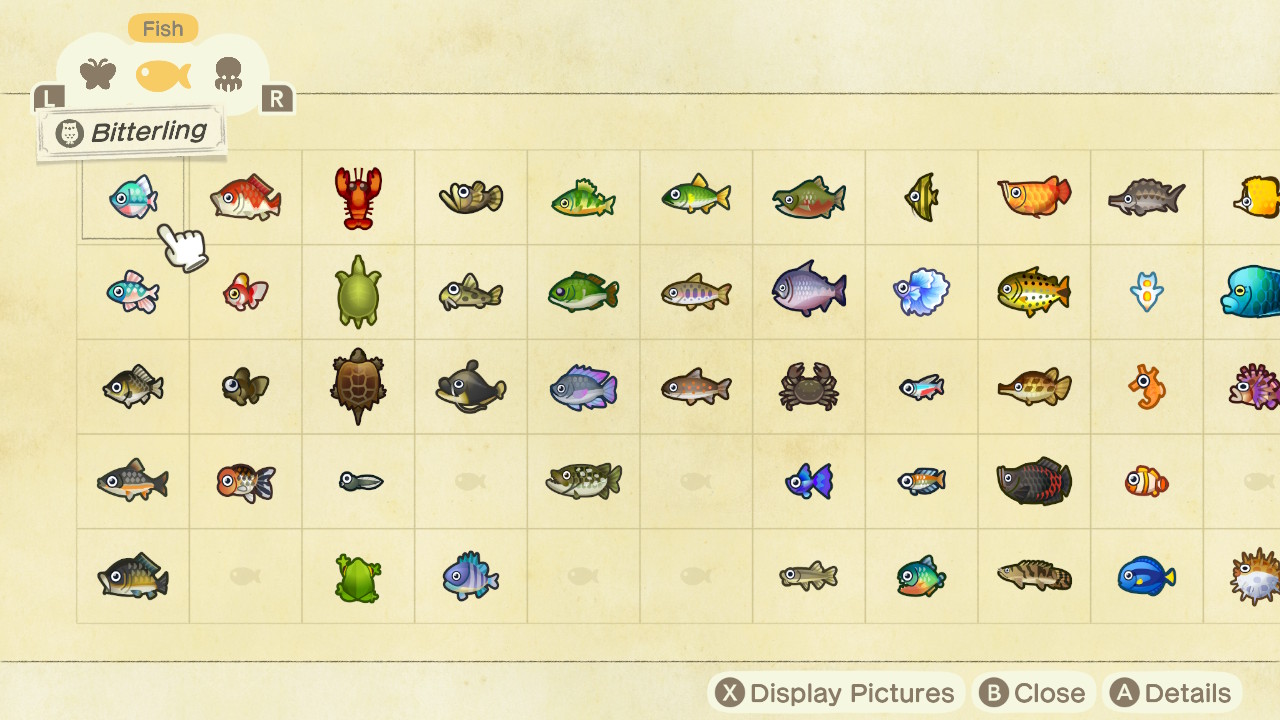 Fish
L
R
Bitterling
X Display Pictures
B Close
A Details